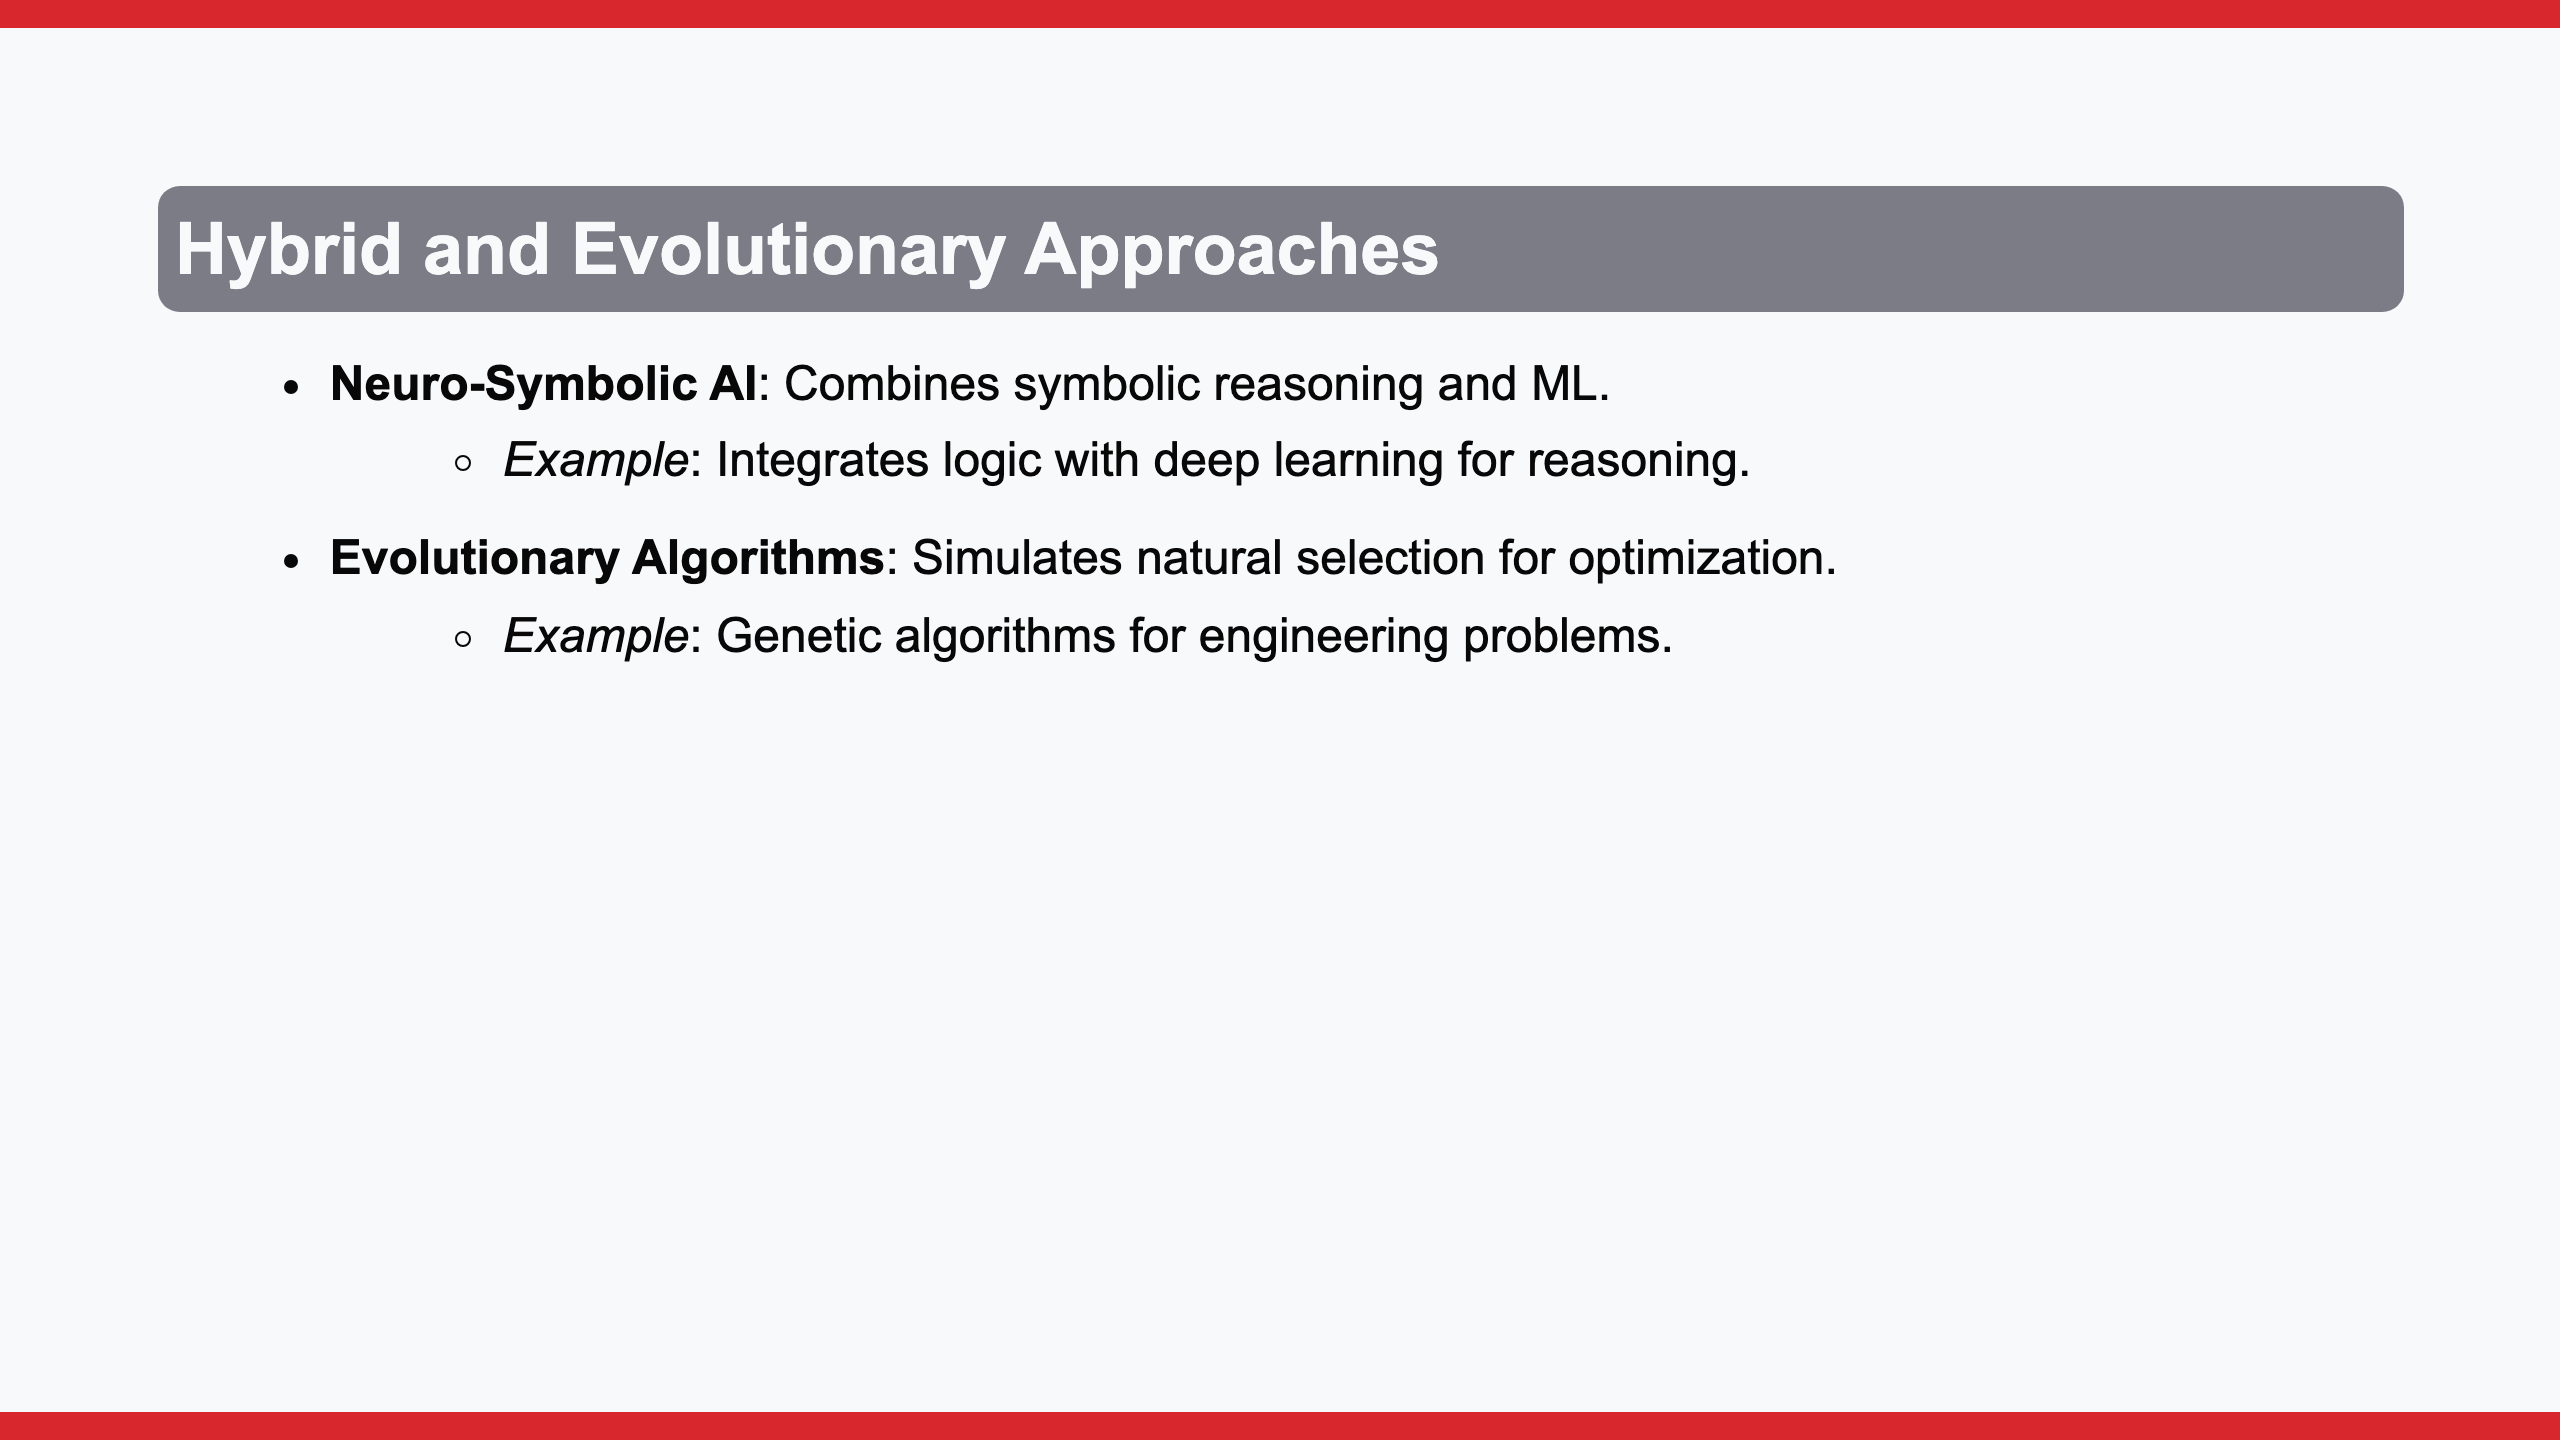 Hybrid and Evolutionary Approaches
• Neuro-Symbolic AI: Combines symbolic reasoning and ML.
◦ Example: Integrates logic with deep learning for reasoning.
• Evolutionary Algorithms: Simulates natural selection for optimization.
◦ Example: Genetic algorithms for engineering problems.